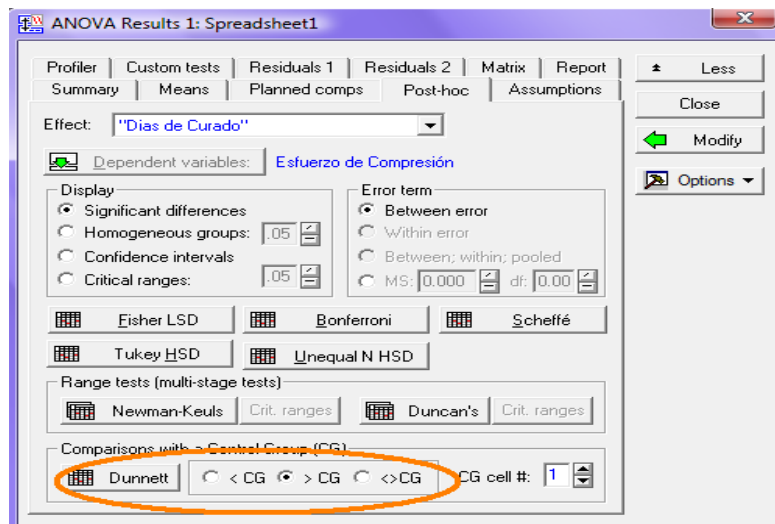 ANOVA Results 1: Spreadsheet1
Profiler Custom tests Residuals 1 Residuals 2 Matrix Report
Summary Means Planned comps Post-hoc Assumptions
Less
Close
Modify
Options
Effect: "Dias de Curado"
Dependent variables: Esfuerzo de Compresión
Display
Significant differences
Homogeneous groups: .05
Confidence intervals
Critical ranges: .05
Error term
Between error
Within error
Between; within; pooled
MS: 0.000 df: 0.00
Fisher LSD Bonferroni Scheffé
Tukey HSD Unequal N HSD
Range tests (multi-stage tests)
Newman-Keuls Crit. ranges Duncan's Crit. ranges
Comparisons with a Control Group (CG)
Dunnett < CG > CG <>CG CG cell #: 1